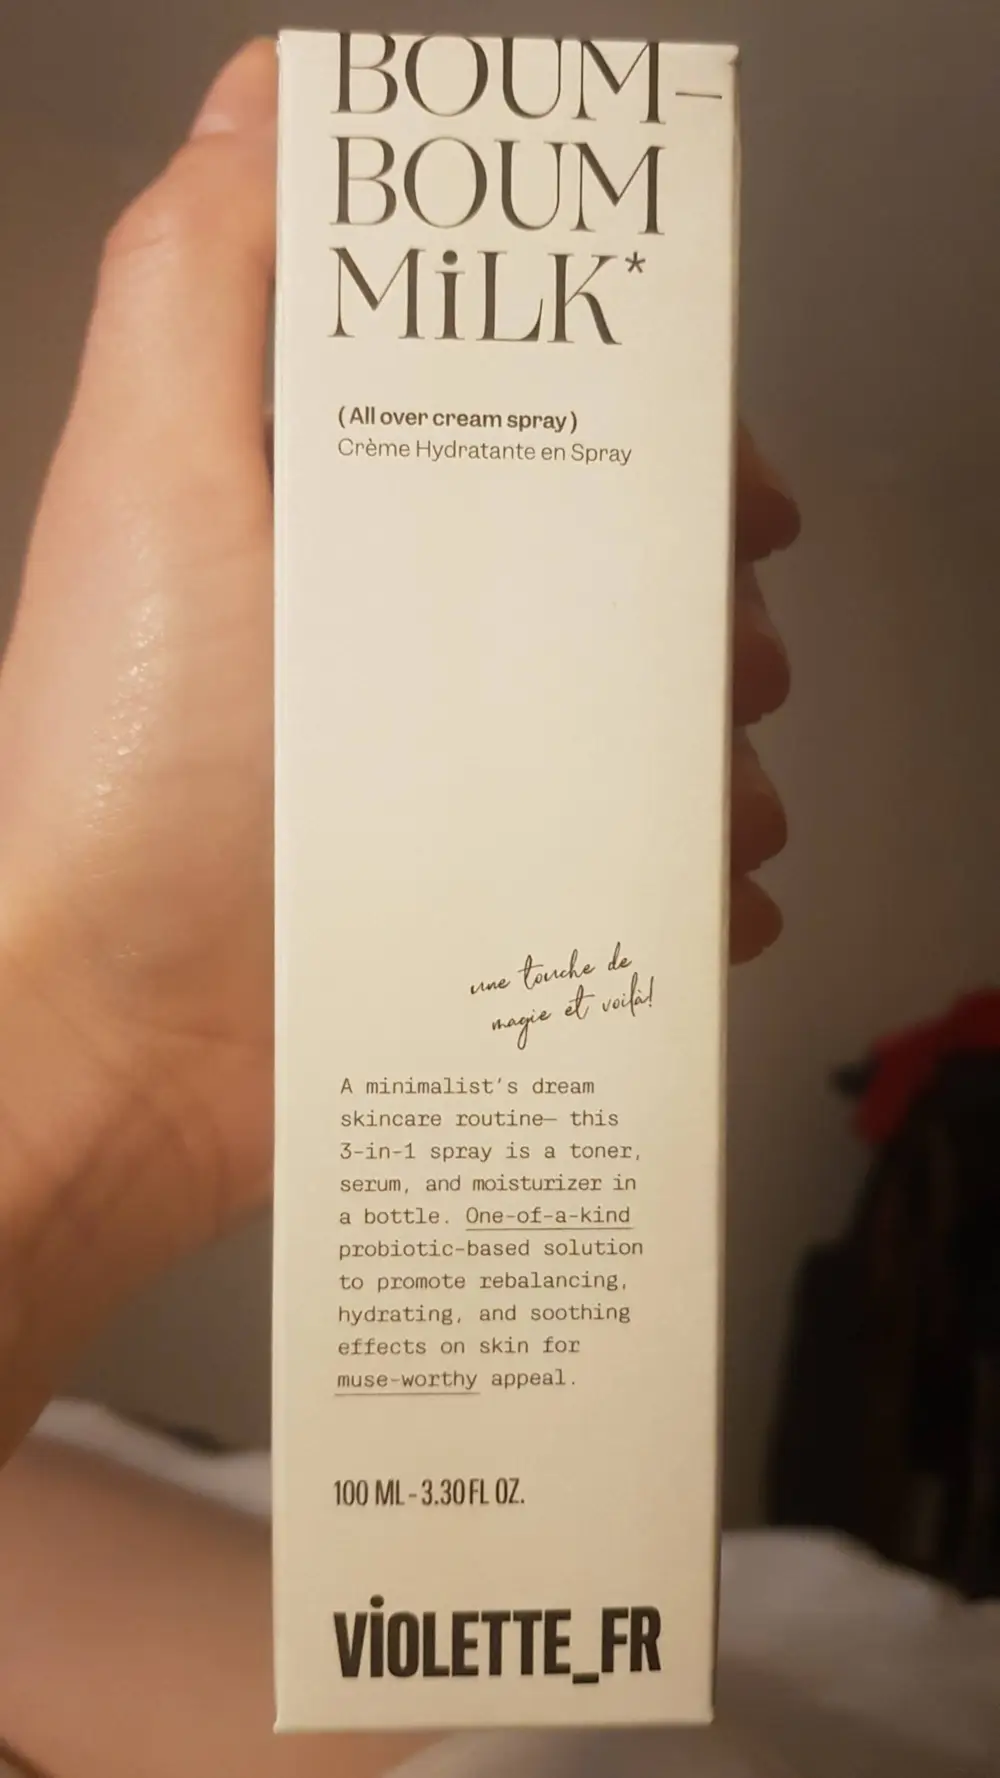 BOUM-
BOUM
MiLK*
(All over cream spray)
Crème Hydratante en Spray
une touche de
magie et voilà!
A minimalist's dream
skincare routine— this
3-in-1 spray is a toner,
serum, and moisturizer in
a bottle. One-of-a-kind
probiotic-based solution
to promote rebalancing,
hydrating, and soothing
effects on skin for
muse-worthy appeal.
100 ML - 3.30 FL OZ.
ViOLETTE_FR